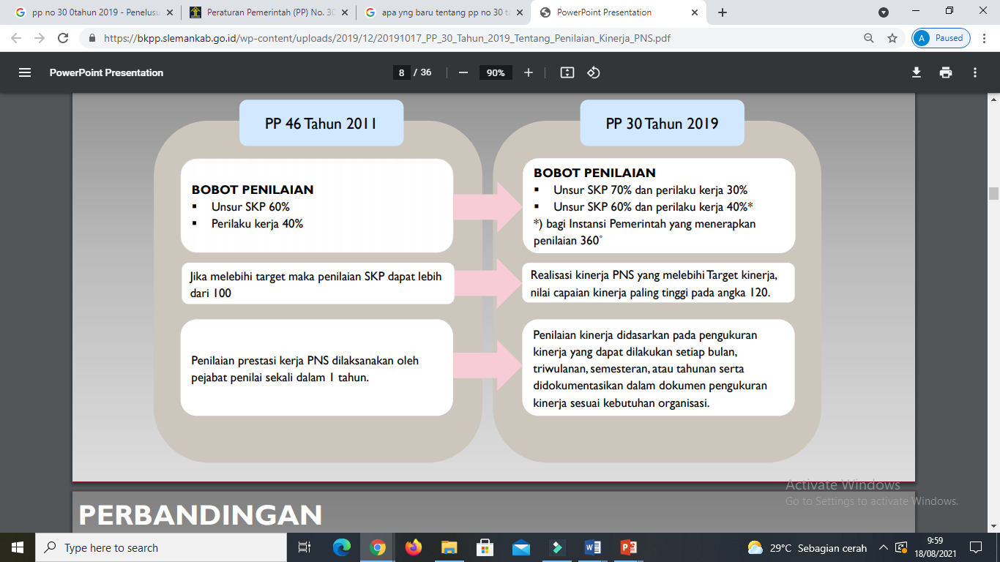 pp no 30 0tahun 2019 - Penelusu
Peraturan Pemerintah (PP) No. 30
apa yng baru tentang pp no 30 t
PowerPoint Presentation
https://bkpp.slemankab.go.id/wp-content/uploads/2019/12/20191017_PP_30_Tahun_2019_Tentang_Penilaian_Kinerja_PNS.pdf
A Paused
PowerPoint Presentation
8 / 36
90%
PP 46 Tahun 2011
BOBOT PENILAIAN
▪ Unsur SKP 60%
▪ Perilaku kerja 40%
Jika melebihi target maka penilaian SKP dapat lebih
dari 100
Penilaian prestasi kerja PNS dilaksanakan oleh
pejabat penilai sekali dalam 1 tahun.
PP 30 Tahun 2019
BOBOT PENILAIAN
▪ Unsur SKP 70% dan perilaku kerja 30%
▪ Unsur SKP 60% dan perilaku kerja 40%*
*) bagi Instansi Pemerintah yang menerapkan
penilaian 360°
Realisasi kinerja PNS yang melebihi Target kinerja,
nilai capaian kinerja paling tinggi pada angka 120.
Penilaian kinerja didasarkan pada pengukuran
kinerja yang dapat dilakukan setiap bulan,
triwulanan, semesteran, atau tahunan serta
didokumentasikan dalam dokumen pengukuran
kinerja sesuai kebutuhan organisasi.
PERBANDINGAN
Activate Windows
Go to Settings to activate Windows.
Type here to search
29°C Sebagian cerah
9:59
18/08/2021